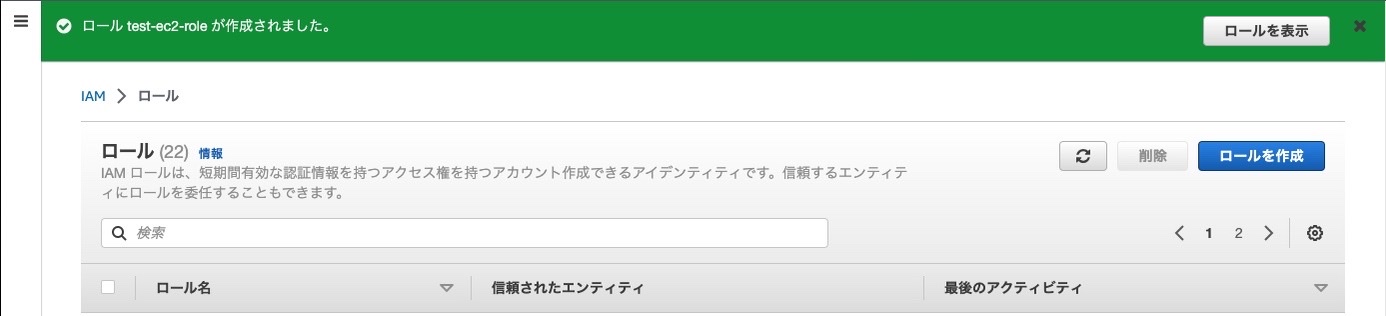 ロール test-ec2-role が作成されました。
ロールを表示
IAM ロール
ロール (22) 情報
削除
ロールを作成
IAM ロールは、短期間有効な認証情報を持つアクセス権を持つアカウント作成できるアイデンティティです。信頼するエンティテ
ィにロールを委任することもできます。
検索
1 2
ロール名 信頼されたエンティティ 最後のアクティビティ